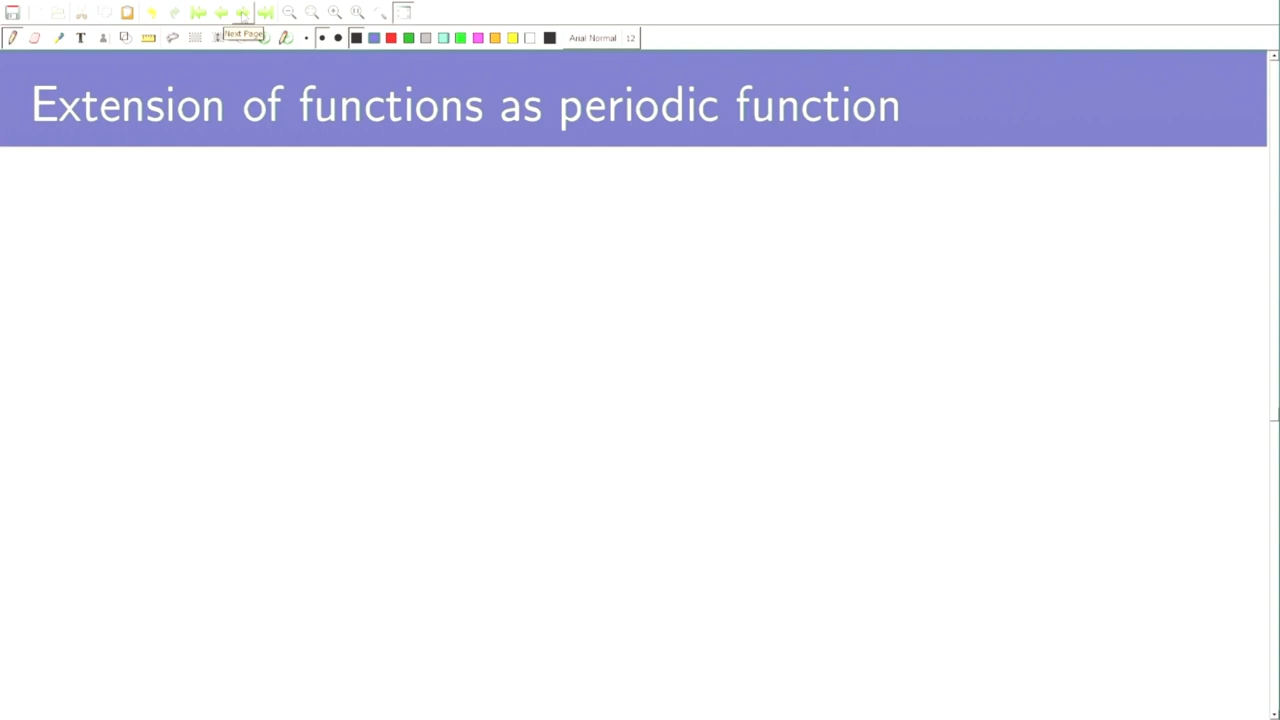 Next Page
Arial Normal 12
Extension of functions as periodic function